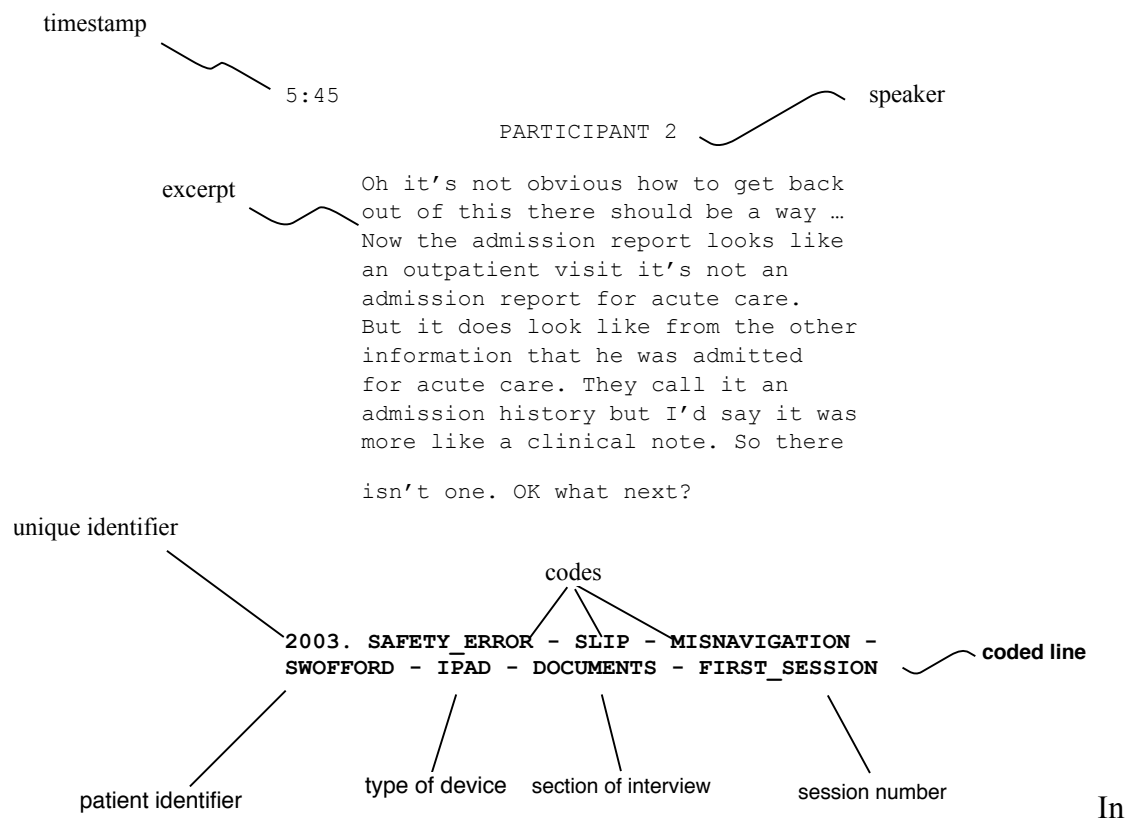 timestamp
5:45
speaker
PARTICIPANT 2
excerpt
Oh it's not obvious how to get back
out of this there should be a way …
Now the admission report looks like
an outpatient visit it's not an
admission report for acute care.
But it does look like from the other
information that he was admitted
for acute care. They call it an
admission history but I'd say it was
more like a clinical note. So there
isn't one. OK what next?
unique identifier
codes
2003. SAFETY_ERROR - SLIP - MISNAVIGATION -
SWOFFORD - IPAD - DOCUMENTS - FIRST_SESSION
coded line
patient identifier
type of device
section of interview
session number
In